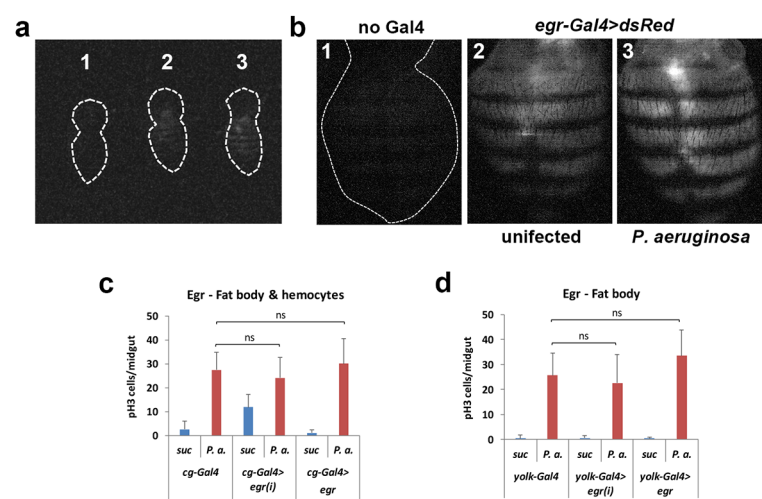 a
1
2
3
b
no Gal4
egr-Gal4>dsRed
1
2
3
unifected
P. aeruginosa
c
Egr - Fat body & hemocytes
pH3 cells/midgut
50
40
30
20
10
0
ns
ns
suc P. a. suc P. a. suc P. a.
cg-Gal4 cg-Gal4> cg-Gal4>
egr(i) egr
d
Egr - Fat body
pH3 cells/midgut
50
40
30
20
10
0
ns
ns
suc P. a. suc P. a. suc P. a.
yolk-Gal4 yolk-Gal4> yolk-Gal4>
egr(i) egr